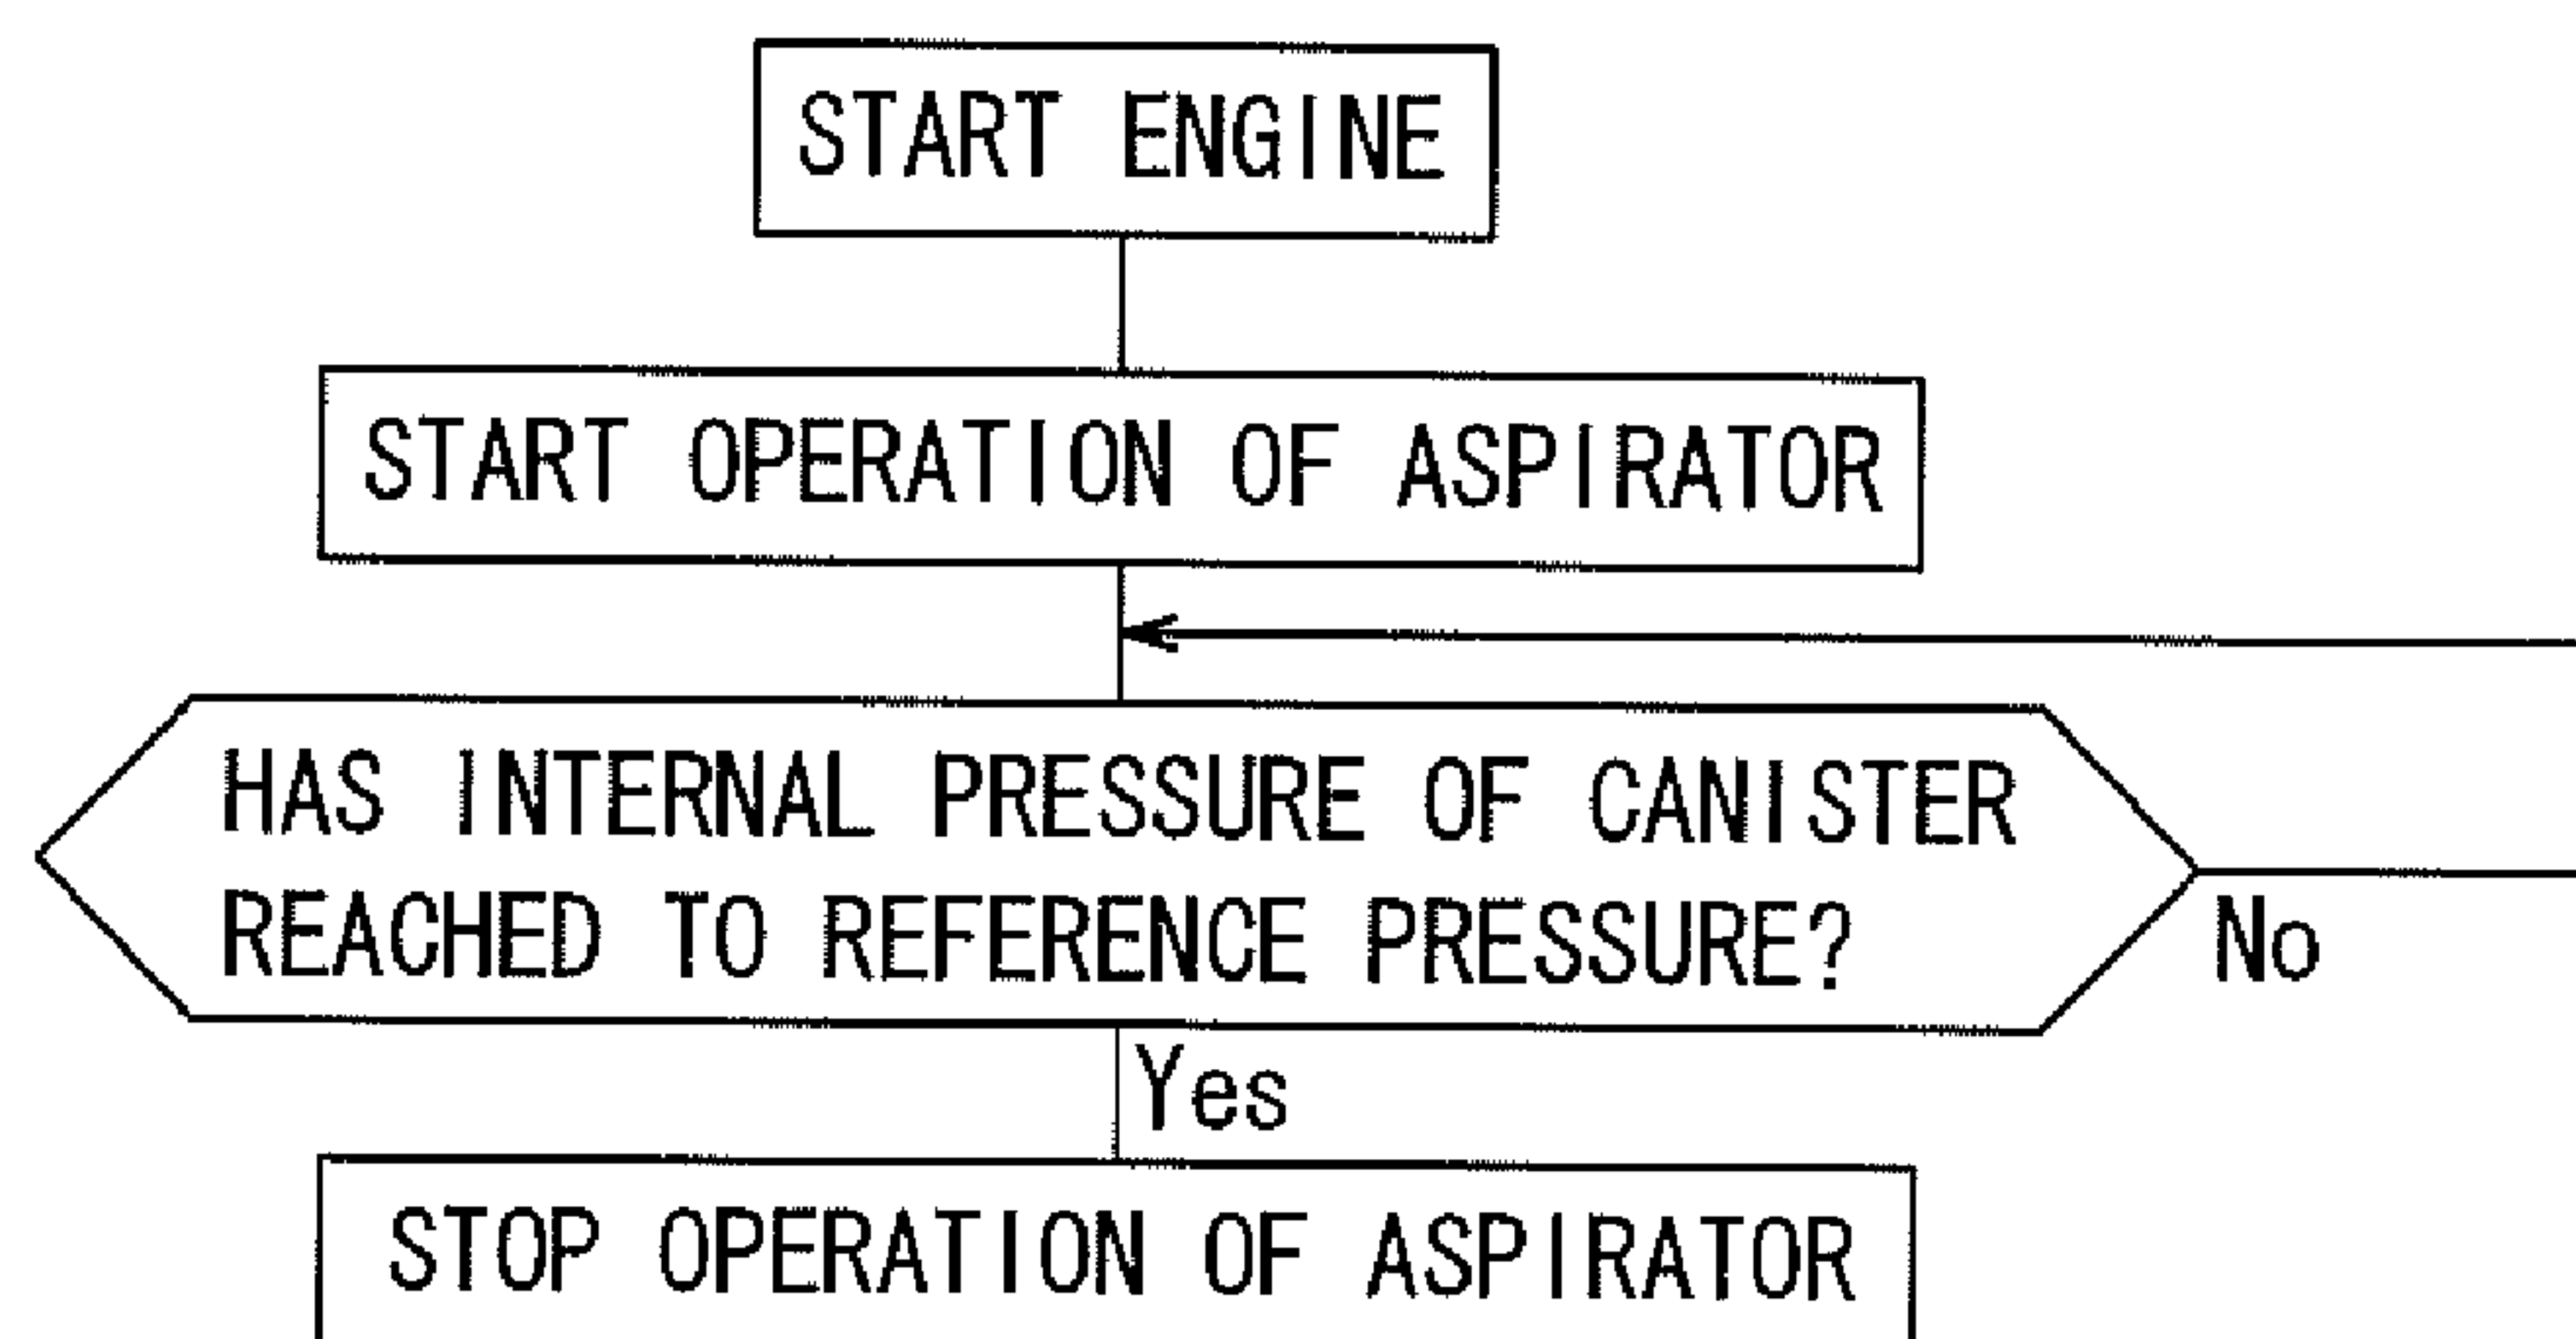 START ENGINE
START OPERATION OF ASPIRATOR
HAS INTERNAL PRESSURE OF CANISTER
REACHED TO REFERENCE PRESSURE?
No
Yes
STOP OPERATION OF ASPIRATOR